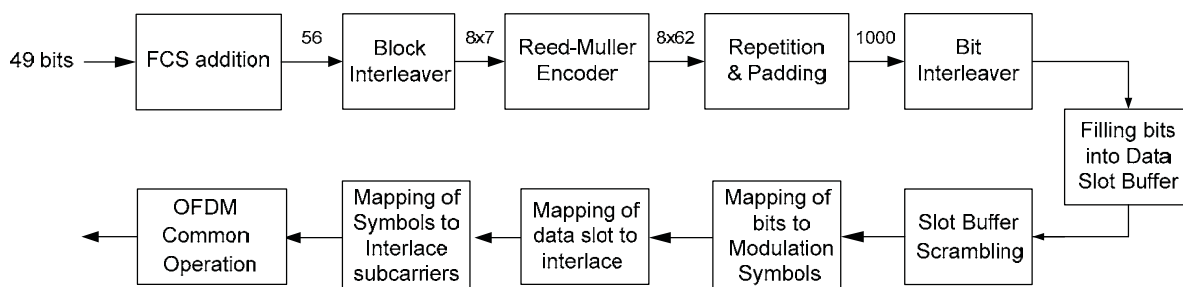 49 bits
FCS addition
56
Block
Interleaver
8x7
Reed-Muller
Encoder
8x62
Repetition
& Padding
1000
Bit
Interleaver
Filling bits
into Data
Slot Buffer
Slot Buffer
Scrambling
Mapping of
bits to
Modulation
Symbols
Mapping of
data slot to
interlace
Mapping of
Symbols to
Interlace
subcarriers
OFDM
Common
Operation